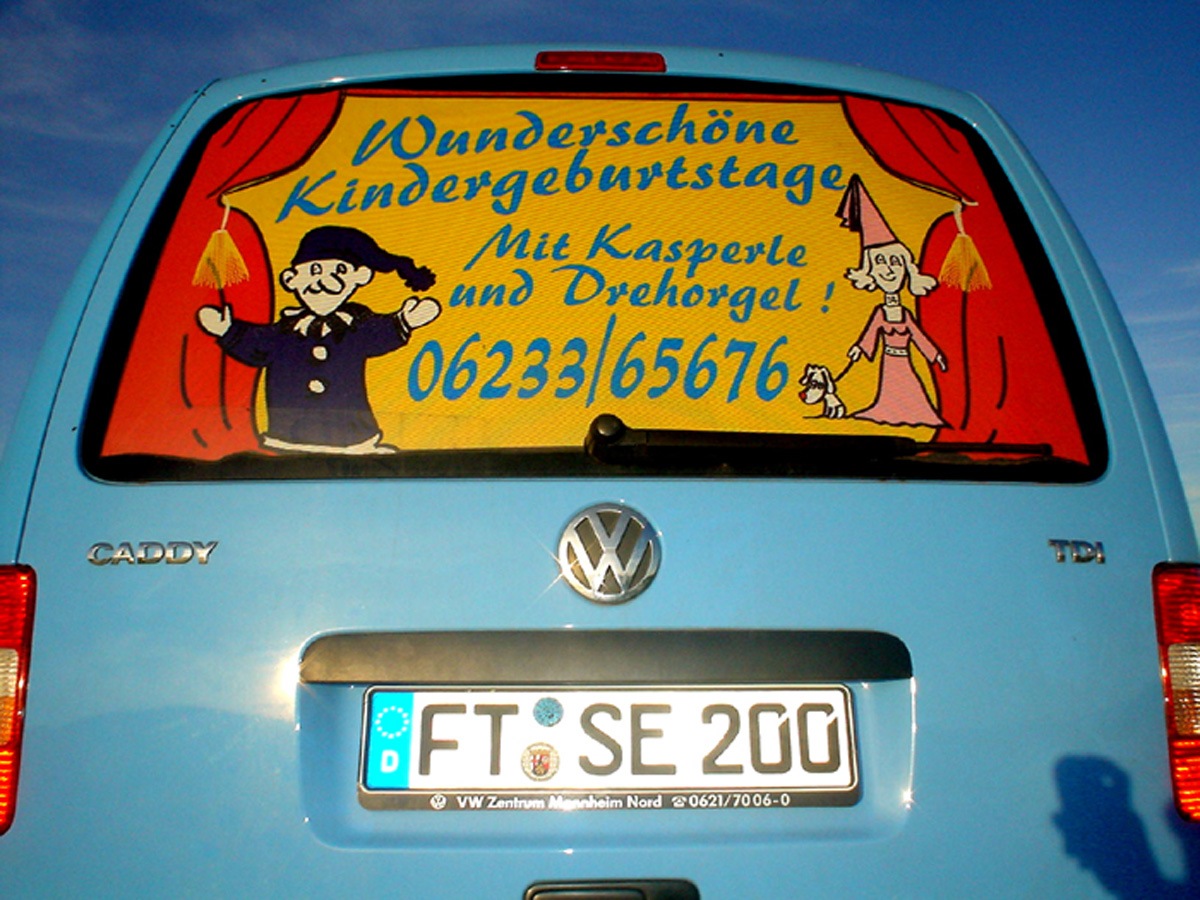 Wunderschöne
Kindergeburtstage
Mit Kasperle
und Drehorgel !
06233/65676
CADDY
TDI
D
FT SE 200
VW Zentrum Mannheim Nord ☎0621/7006-0